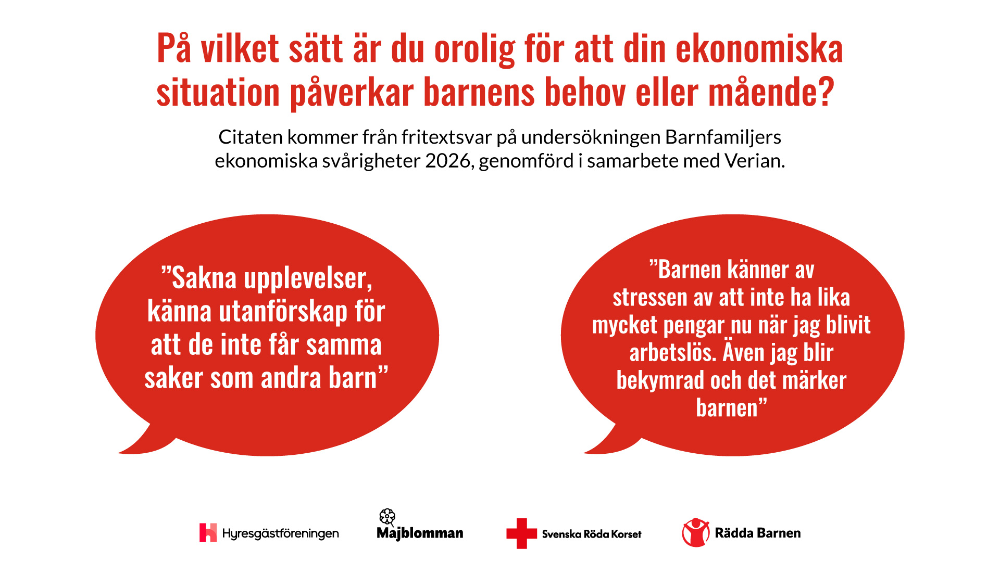 På vilket sätt är du orolig för att din ekonomiska
situation påverkar barnens behov eller mående?
Citaten kommer från fritextsvar på undersökningen Barnfamiljers
ekonomiska svårigheter 2026, genomförd i samarbete med Verian.
”Sakna upplevelser,
känna utanförskap för
att de inte får samma
saker som andra barn”
”Barnen känner av
stressen av att inte ha lika
mycket pengar nu när jag blivit
arbetslös. Även jag blir
bekymrad och det märker
barnen”
Hyresgästföreningen
Majblomman
Svenska Röda Korset
Rädda Barnen